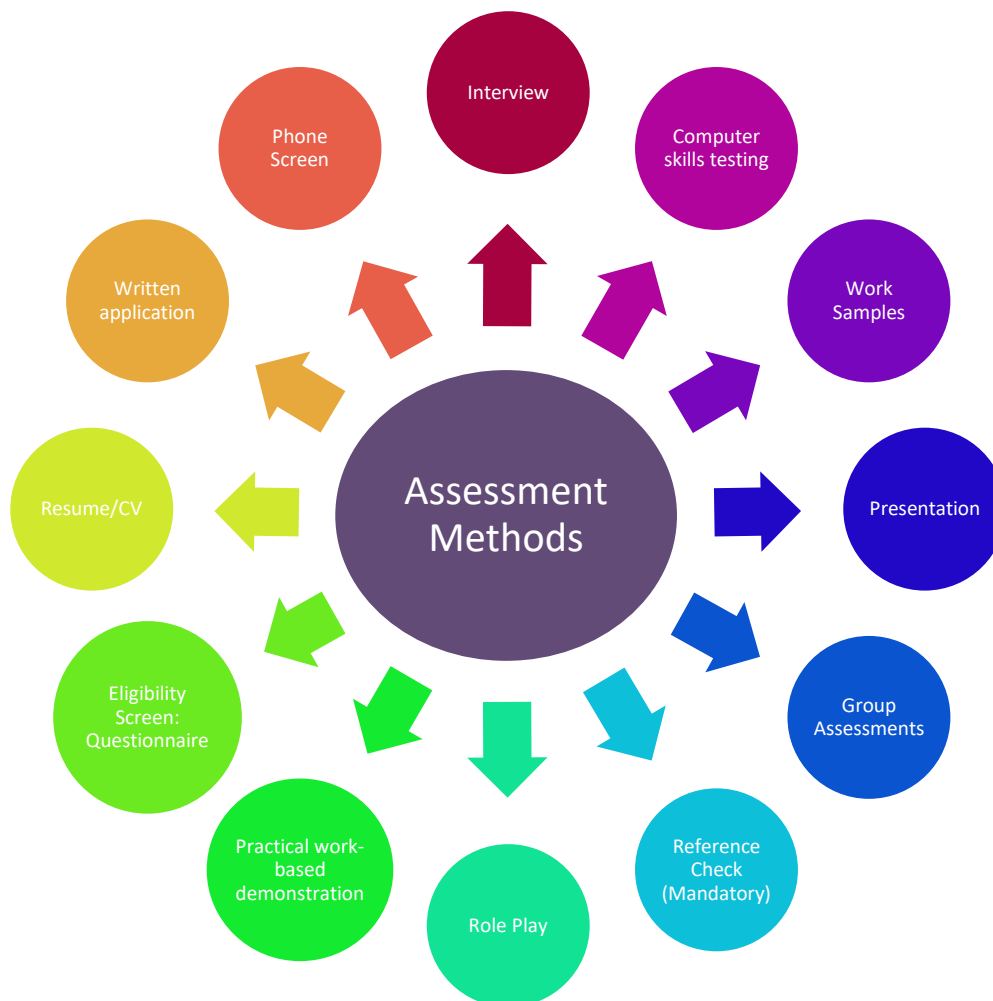 Assessment
Methods
Interview
Computer
skills testing
Work
Samples
Presentation
Group
Assessments
Reference
Check
(Mandatory)
Role Play
Practical work-
based
demonstration
Eligibility
Screen:
Questionnaire
Resume/CV
Written
application
Phone
Screen